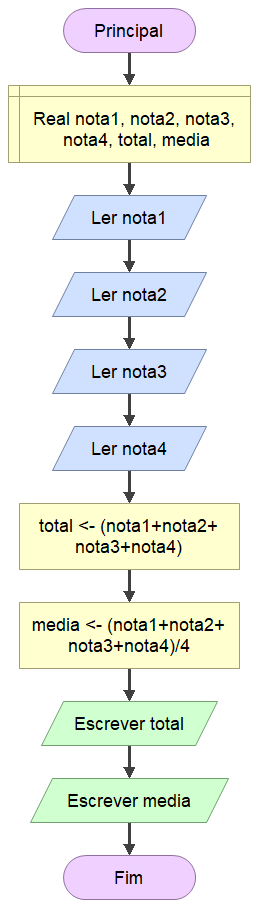 Principal
Real nota1, nota2, nota3,
nota4, total, media
Ler nota1
Ler nota2
Ler nota3
Ler nota4
total <- (nota1+nota2+
nota3+nota4)
media <- (nota1+nota2+
nota3+nota4)/4
Escrever total
Escrever media
Fim